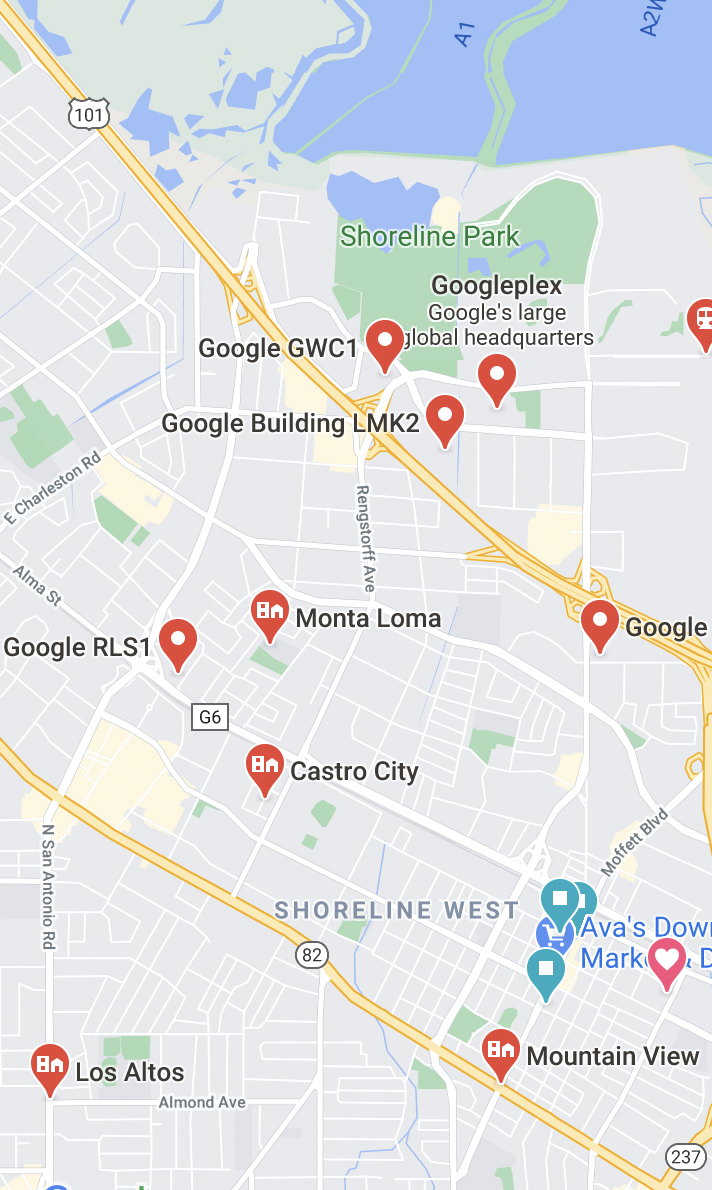 A1
A2W
101
Shoreline Park
Googleplex
Google's large
global headquarters
Google GWC1
Google Building LMK2
E Charleston Rd
Rengstorff Ave
Alma St
Monta Loma
Google
Google RLS1
G6
Castro City
Moffett Blvd
N San Antonio Rd
SHORELINE WEST
Ava's Down
Marke & D
82
Mountain View
Los Altos
Almond Ave
237